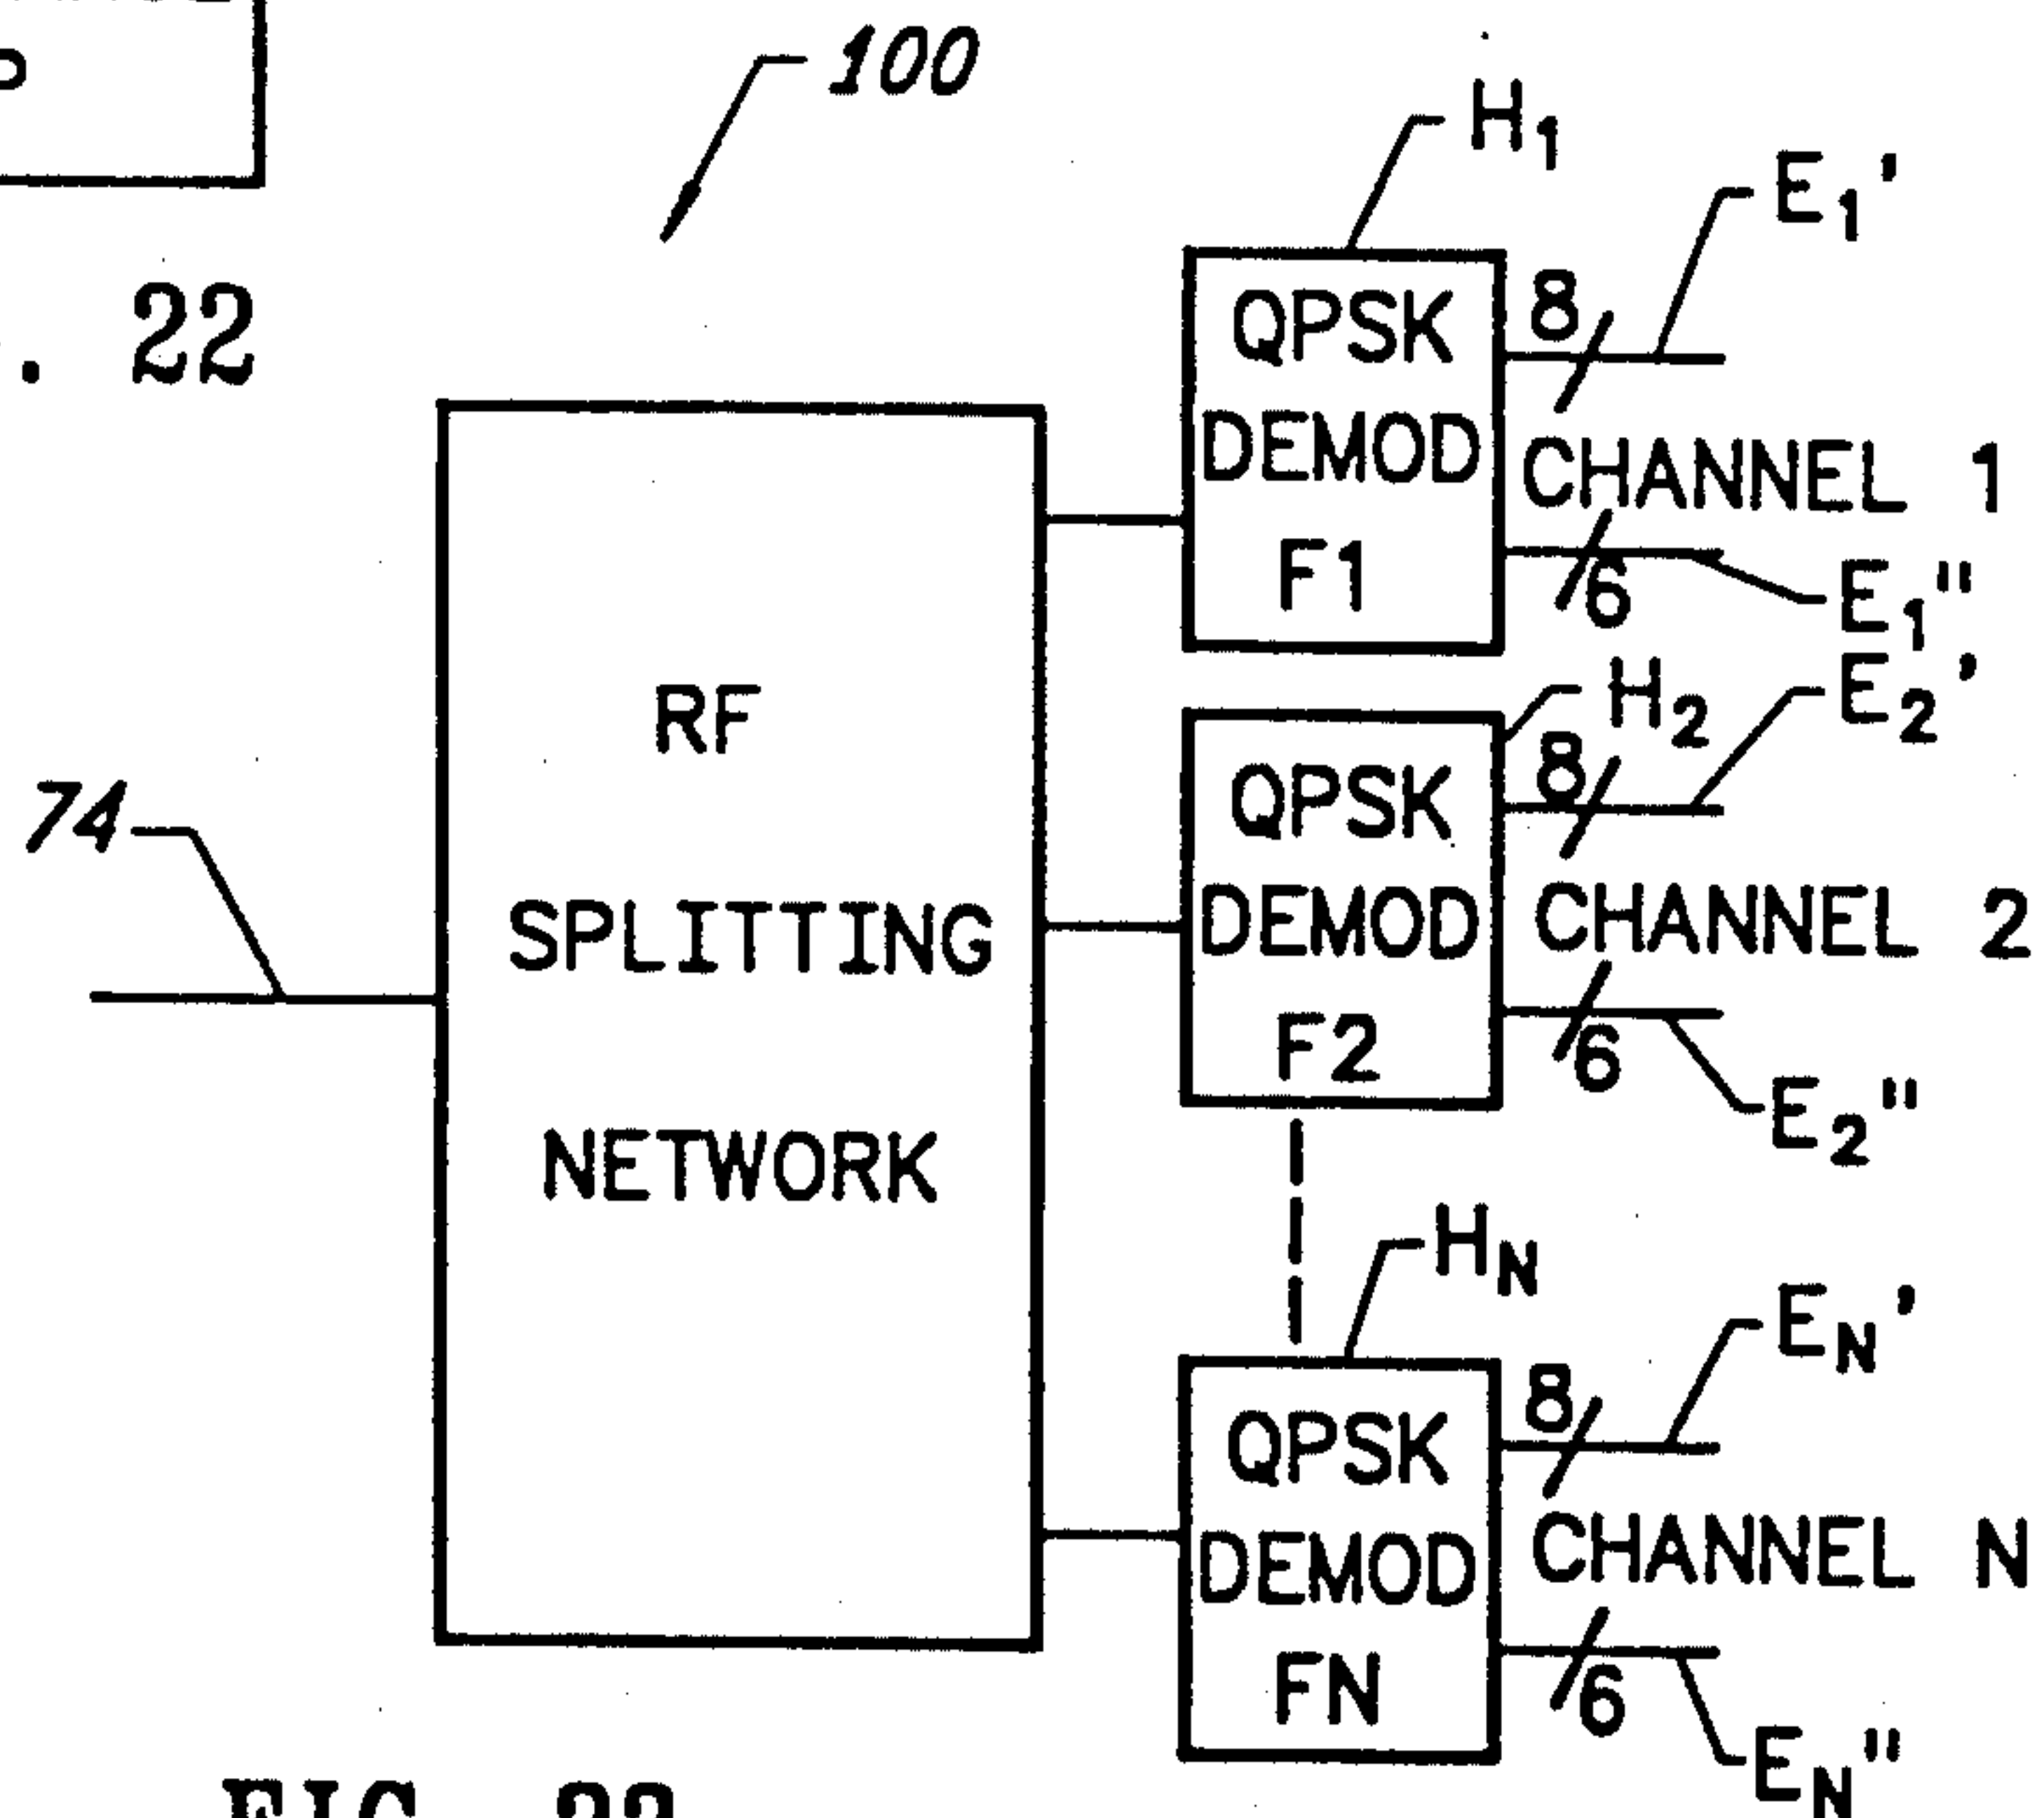 100
H1
E1'
. 22
QPSK
DEMOD
F1
8
CHANNEL 1
6
E1"
RF
SPLITTING
NETWORK
74
H2
E2'
QPSK
DEMOD
F2
8
CHANNEL 2
6
E2"
HN
EN'
QPSK
DEMOD
FN
8
CHANNEL N
6
EN"